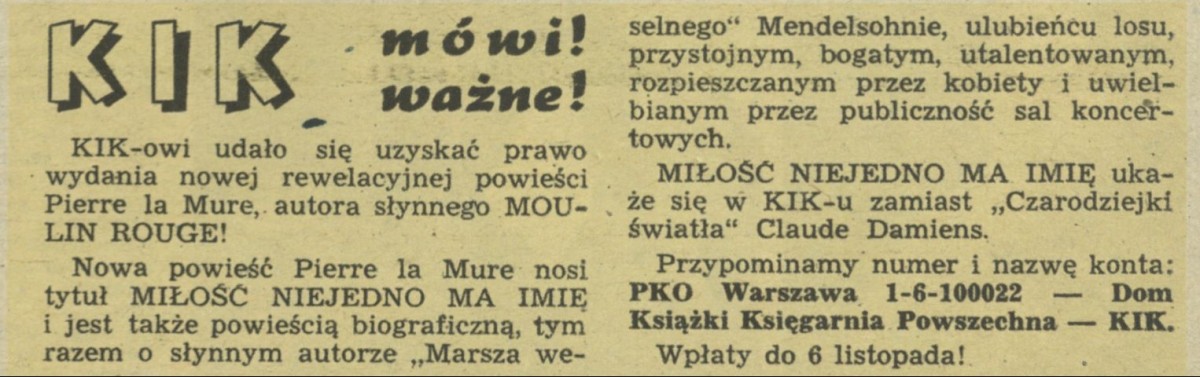 KIK mówi!
ważne!
KIK-owi udało się uzyskać prawo
wydania nowej rewelacyjnej powieści
Pierre la Mure, autora słynnego MOU-
LIN ROUGE!
Nowa powieść Pierre la Mure nosi
tytuł MIŁOŚĆ NIEJEDNO MA IMIĘ
i jest także powieścią biograficzną, tym
razem o słynnym autorze „Marsza we-
selnego“ Mendelsohnie, ulubieńcu losu,
przystojnym, bogatym, utalentowanym,
rozpieszczanym przez kobiety i uwiel-
bianym przez publiczność sal koncer-
towych.
MIŁOŚĆ NIEJEDNO MA IMIĘ uka-
że się w KIK-u zamiast „Czarodziejki
światła“ Claude Damiens.
Przypominamy numer i nazwę konta:
PKO Warszawa 1-6-100022 — Dom
Książki Księgarnia Powszechna — KIK.
Wpłaty do 6 listopada!